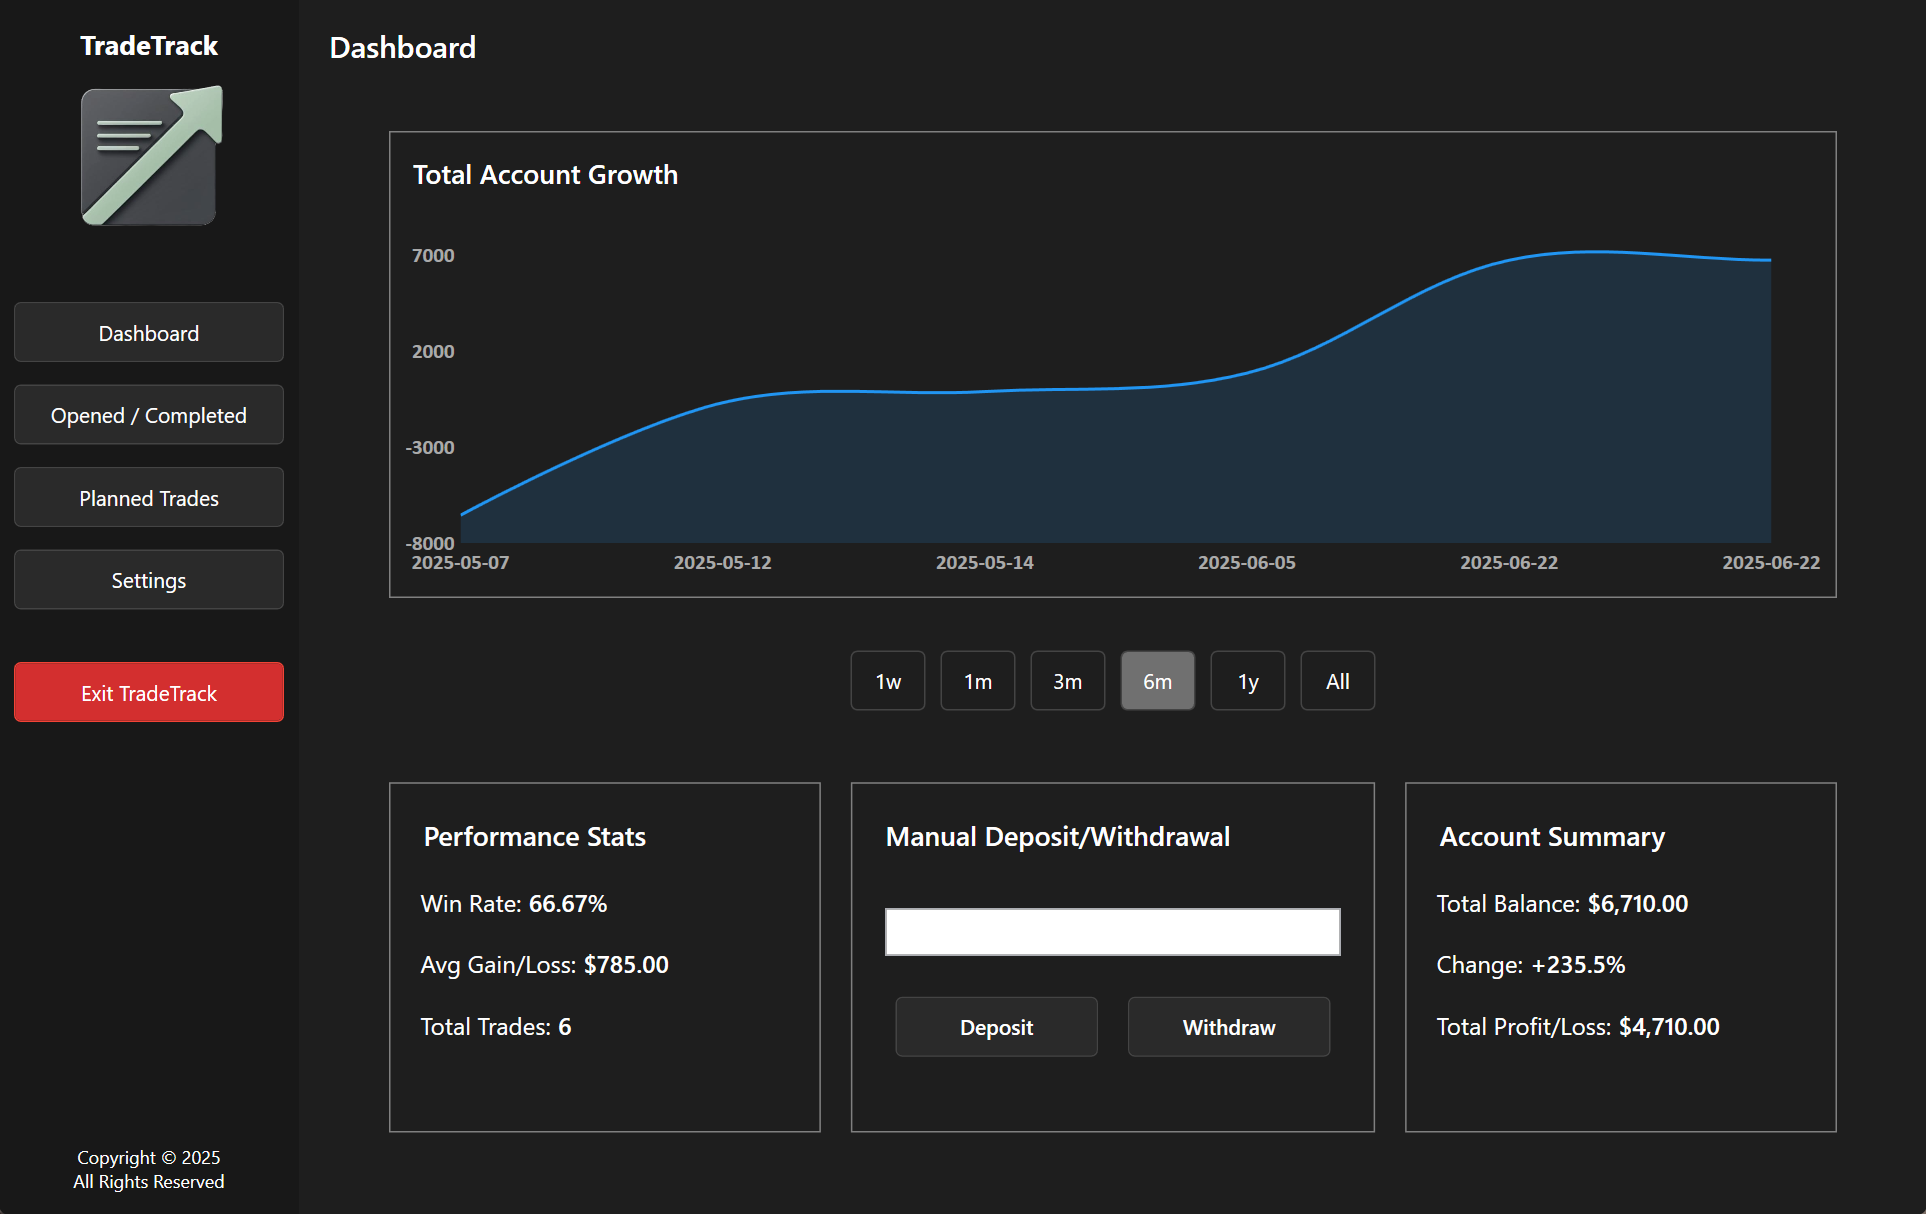 TradeTrack
Dashboard
Opened / Completed
Planned Trades
Settings
Exit TradeTrack
Copyright © 2025
All Rights Reserved
Dashboard
Total Account Growth
7000
2000
-3000
-8000
2025-05-07 2025-05-12 2025-05-14 2025-06-05 2025-06-22 2025-06-22
1w 1m 3m 6m 1y All
Performance Stats
Win Rate: 66.67%
Avg Gain/Loss: $785.00
Total Trades: 6
Manual Deposit/Withdrawal
Deposit Withdraw
Account Summary
Total Balance: $6,710.00
Change: +235.5%
Total Profit/Loss: $4,710.00